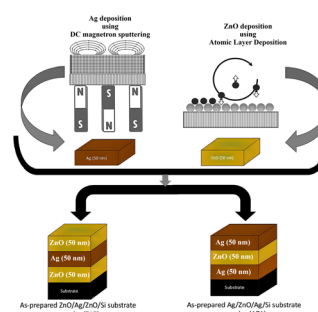 Ag deposition
using
DC magnetron sputtering
ZnO deposition
using
Atomic Layer Deposition
N
S
N
S
N
S
Ag (50 nm)
ZnO (50 nm)
ZnO (50 nm)
Ag (50 nm)
ZnO (50 nm)
Substrate
As-prepared ZnO/Ag/ZnO/Si substrate
Ag (50 nm)
ZnO (50 nm)
Ag (50 nm)
Substrate
As-prepared Ag/ZnO/Ag/Si substrate